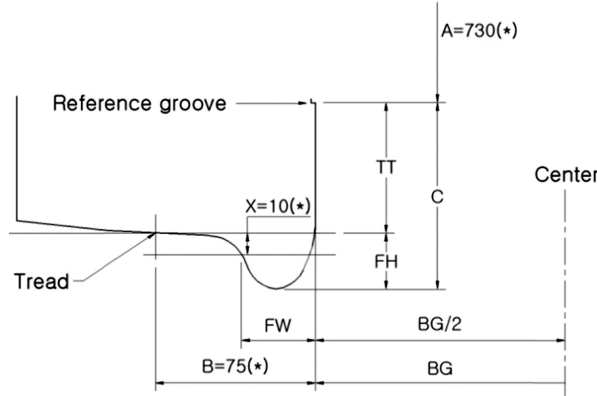 A=730(*)
Reference groove
TT
C
Center
X=10(*)
FH
Tread
FW
BG/2
B=75(*)
BG